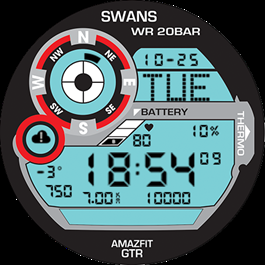 SWANS
WR 20BAR
N
NE
E
SE
S
SW
W
NW
10-25
TUE
BATTERY
THERMO
80
10%
18:54 09
-3°
750
7.00
10000
AMAZFIT
GTR